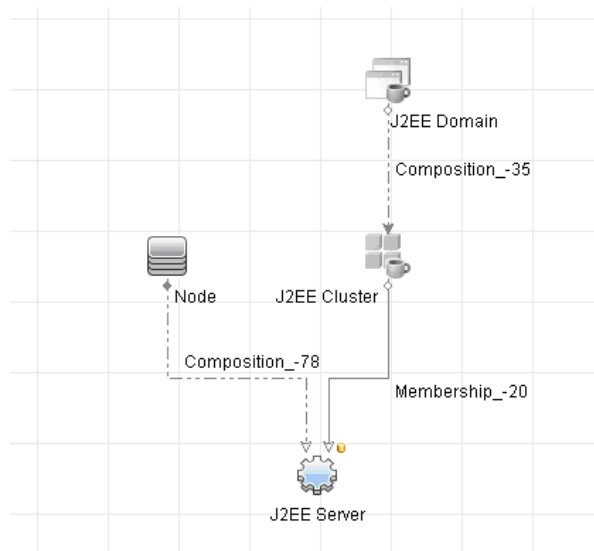 J2EE Domain
Composition_-35
Node
J2EE Cluster
Composition_-78
Membership_-20
J2EE Server